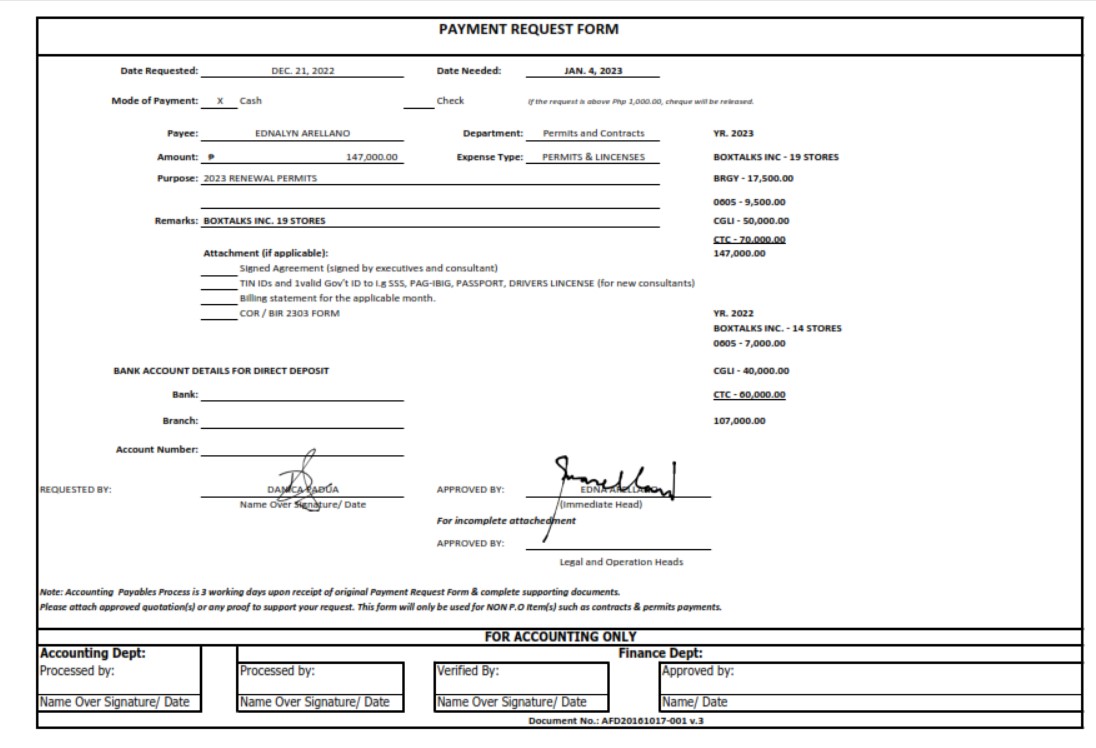 PAYMENT REQUEST FORM
Date Requested: DEC. 21, 2022 Date Needed: JAN. 4, 2023
Mode of Payment: X Cash Check If the request is above Php 1,000.00, cheque will be released.
Payee: EDNALYN ARELLANO Department: Permits and Contracts YR. 2023
Amount: ₱ 147,000.00 Expense Type: PERMITS & LINCENSES BOXTALKS INC - 19 STORES
Purpose: 2023 RENEWAL PERMITS BRGY - 17,500.00
0605 - 9,500.00
Remarks: BOXTALKS INC. 19 STORES CGLI - 50,000.00
CTC - 70.000.00
Attachment (if applicable): 147,000.00
Signed Agreement (signed by executives and consultant)
TIN IDs and 1valid Gov't ID to i.g SSS, PAG-IBIG, PASSPORT, DRIVERS LINCENSE (for new consultants)
Billing statement for the applicable month.
COR / BIR 2303 FORM YR. 2022
BOXTALKS INC. - 14 STORES
0605 - 7,000.00
BANK ACCOUNT DETAILS FOR DIRECT DEPOSIT CGLI - 40,000.00
Bank: CTC - 60,000.00
Branch: 107,000.00
Account Number:
REQUESTED BY: DANICA PADUA APPROVED BY: EDNA ARELLANO
Name Over Signature/ Date (Immediate Head)
For incomplete attachedment
APPROVED BY:
Legal and Operation Heads
Note: Accounting Payables Process is 3 working days upon receipt of original Payment Request Form & complete supporting documents.
Please attach approved quotation(s) or any proof to support your request. This form will only be used for NON P.O Item(s) such as contracts & permits payments.
FOR ACCOUNTING ONLY
Accounting Dept: Finance Dept:
Processed by: Processed by: Verified By: Approved by:
Name Over Signature/ Date Name Over Signature/ Date Name Over Signature/ Date Name/ Date
Document No.: AFD20161017-001 v.3